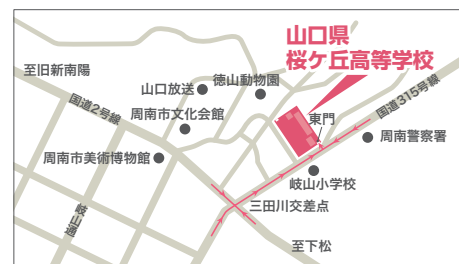 山口県
桜ケ丘高等学校
至旧新南陽
国道2号線
山口放送
徳山動物園
周南市文化会館
東門
国道315号線
周南警察署
周南市美術博物館
岐山小学校
岐山通
三田川交差点
至下松